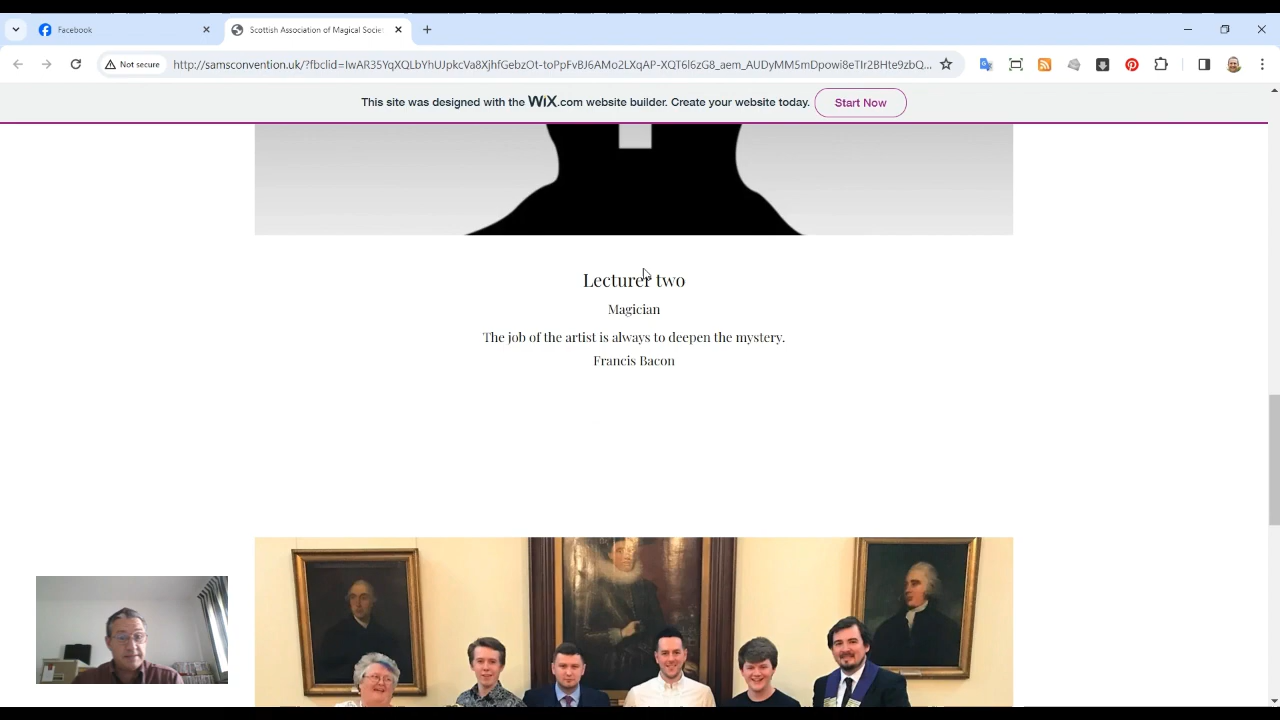 Facebook
Scottish Association of Magical Socie
Not secure
http://samsconvention.uk/?fbclid=IwAR35YqXQLbYhUJpkcVa8XjhfGebzOt-toPpFvBJ6AMo2LXqAP-XQT6l6zG8_aem_AUDyMM5mDpowi8eTIr2BHte9zbQ...
This site was designed with the WiX.com website builder. Create your website today.
Start Now
Lecturer two
Magician
The job of the artist is always to deepen the mystery.
Francis Bacon